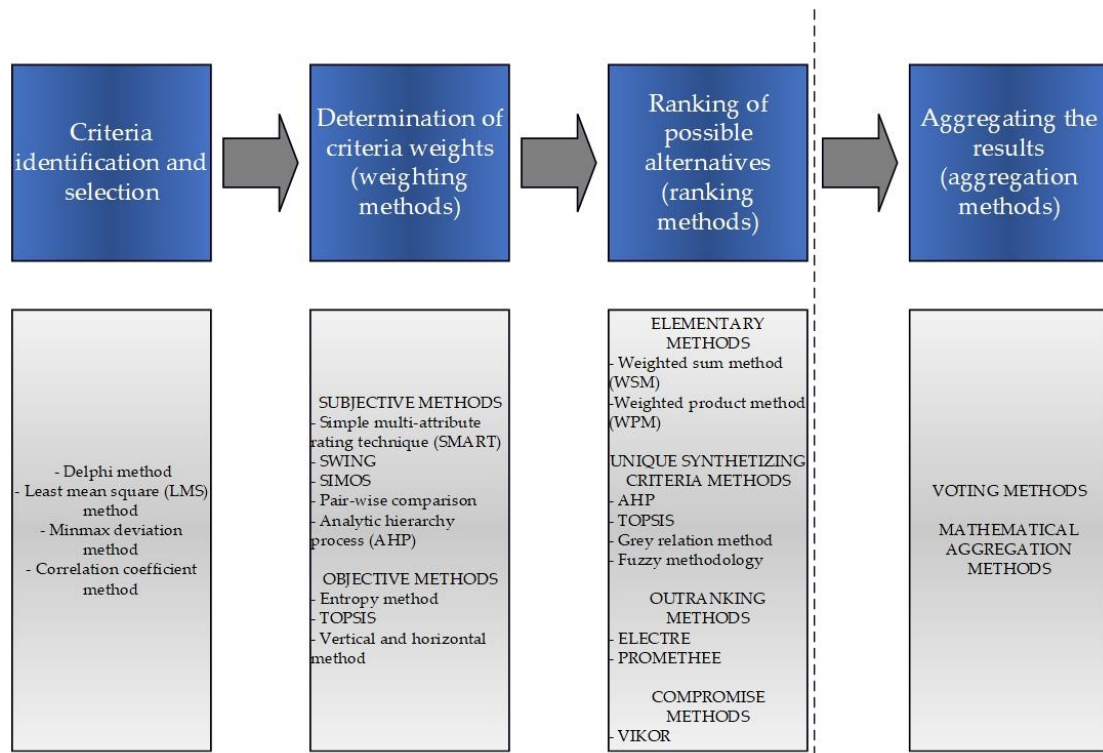 Criteria
identification and
selection
Determination of
criteria weights
(weighting
methods)
Ranking of
possible
alternatives
(ranking
methods)
Aggregating the
results
(aggregation
methods)
- Delphi method
- Least mean square (LMS)
method
- Minmax deviation
method
- Correlation coefficient
method
SUBJECTIVE METHODS
- Simple multi-attribute
rating technique (SMART)
- SWING
- SIMOS
- Pair-wise comparison
- Analytic hierarchy
process (AHP)
OBJECTIVE METHODS
- Entropy method
- TOPSIS
- Vertical and horizontal
method
ELEMENTARY
METHODS
- Weighted sum method
(WSM)
-Weighted product method
(WPM)
UNIQUE SYNTHETIZING
CRITERIA METHODS
- AHP
- TOPSIS
- Grey relation method
- Fuzzy methodology
OUTRANKING
METHODS
- ELECTRE
- PROMETHEE
COMPROMISE
METHODS
- VIKOR
VOTING METHODS
MATHEMATICAL
AGGREGATION
METHODS